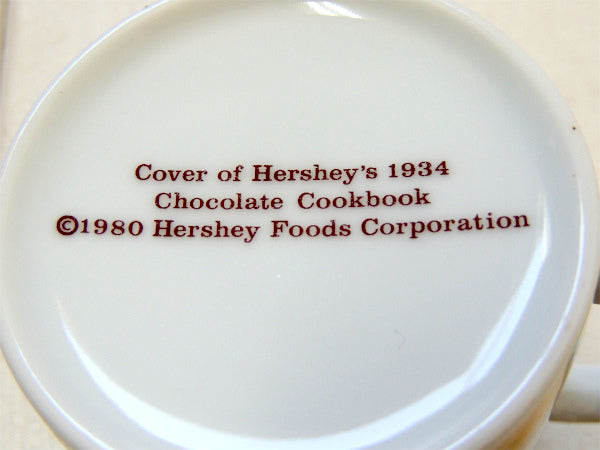 Cover of Hershey's 1934
Chocolate Cookbook
©1980 Hershey Foods Corporation